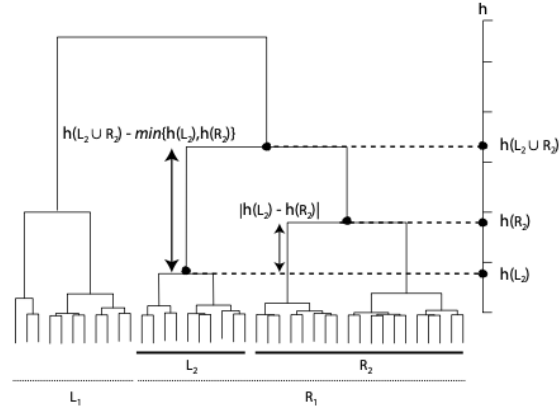 h
h(L₂ ∪ R₂) - min{h(L₂),h(R₂)}
h(L₂ ∪ R₂)
|h(L₂) - h(R₂)|
h(R₂)
h(L₂)
L₂
R₂
L₁
R₁